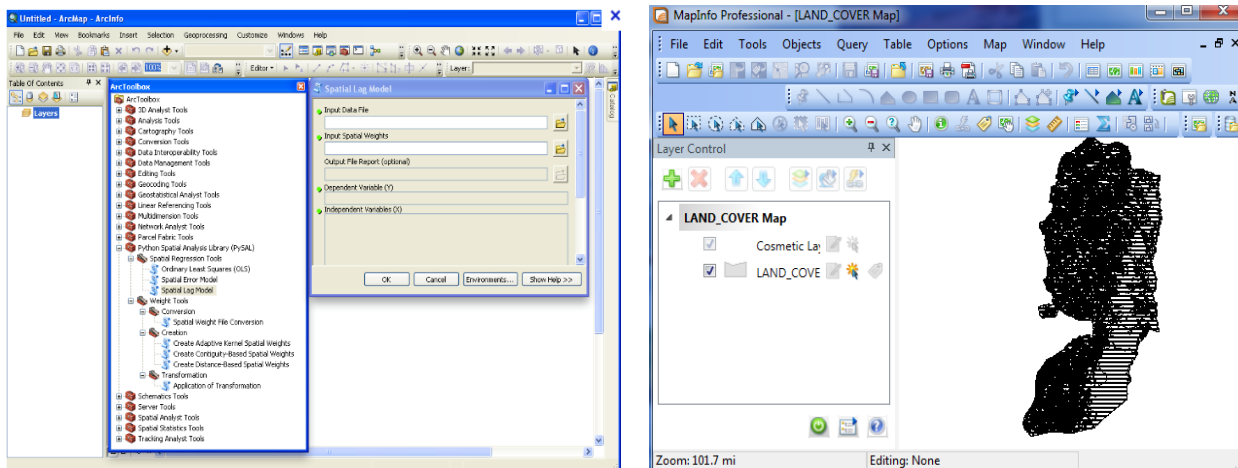 Untitled - ArcMap - ArcInfo
File Edit View Bookmarks Insert Selection Geoprocessing Customize Windows Help
Editor
Layer:
Table Of Contents
Layers
ArcToolbox
ArcToolbox
3D Analyst Tools
Analysis Tools
Cartography Tools
Conversion Tools
Data Interoperability Tools
Data Management Tools
Editing Tools
Geocoding Tools
Geostatistical Analyst Tools
Linear Referencing Tools
Multidimension Tools
Network Analyst Tools
Parcel Fabric Tools
Python Spatial Analysis Library (PySAL)
Spatial Regression Tools
Ordinary Least Squares (OLS)
Spatial Error Model
Spatial Lag Model
Weight Tools
Conversion
Spatial Weight File Conversion
Creation
Create Adaptive Kernel Spatial Weights
Create Contiguity-Based Spatial Weights
Create Distance-Based Spatial Weights
Transformation
Application of Transformation
Schematics Tools
Server Tools
Spatial Analyst Tools
Spatial Statistics Tools
Tracking Analyst Tools
Spatial Lag Model
Input Data File
Input Spatial Weights
Output File Report (optional)
Dependent Variable (Y)
Independent Variables (X)
OK Cancel Environments... Show Help >>
Catalog
MapInfo Professional - [LAND_COVER Map]
File Edit Tools Objects Query Table Options Map Window Help
Layer Control
LAND_COVER Map
Cosmetic La
LAND_COVE
Zoom: 101.7 mi Editing: None